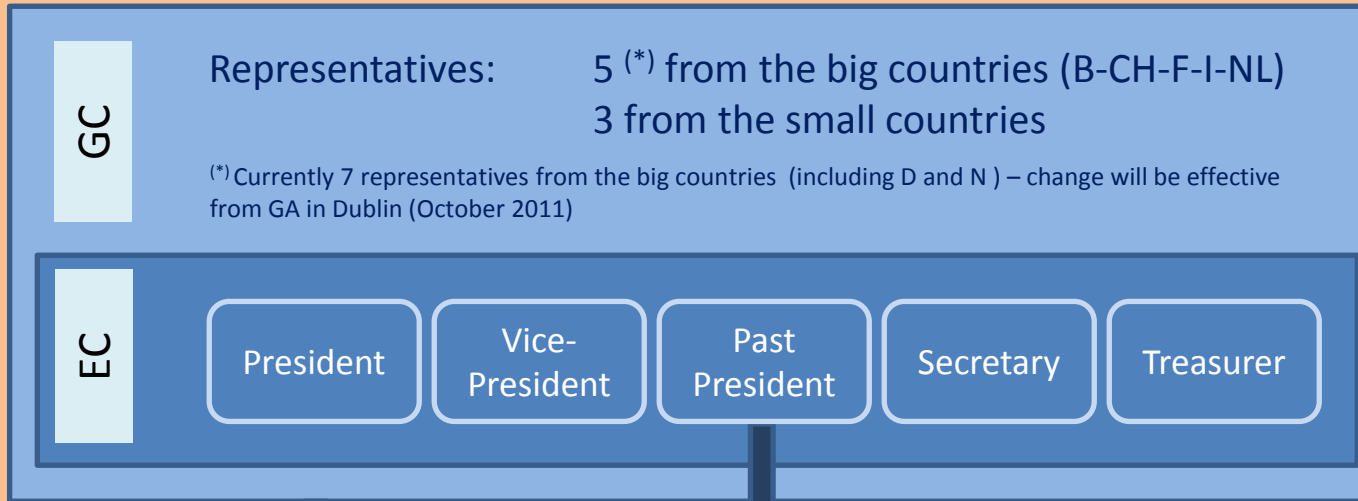 GC
Representatives: 5 (*) from the big countries (B-CH-F-I-NL)
3 from the small countries
(*) Currently 7 representatives from the big countries (including D and N ) – change will be effective
from GA in Dublin (October 2011)
EC
President
Vice-
President
Past
President
Secretary
Treasurer